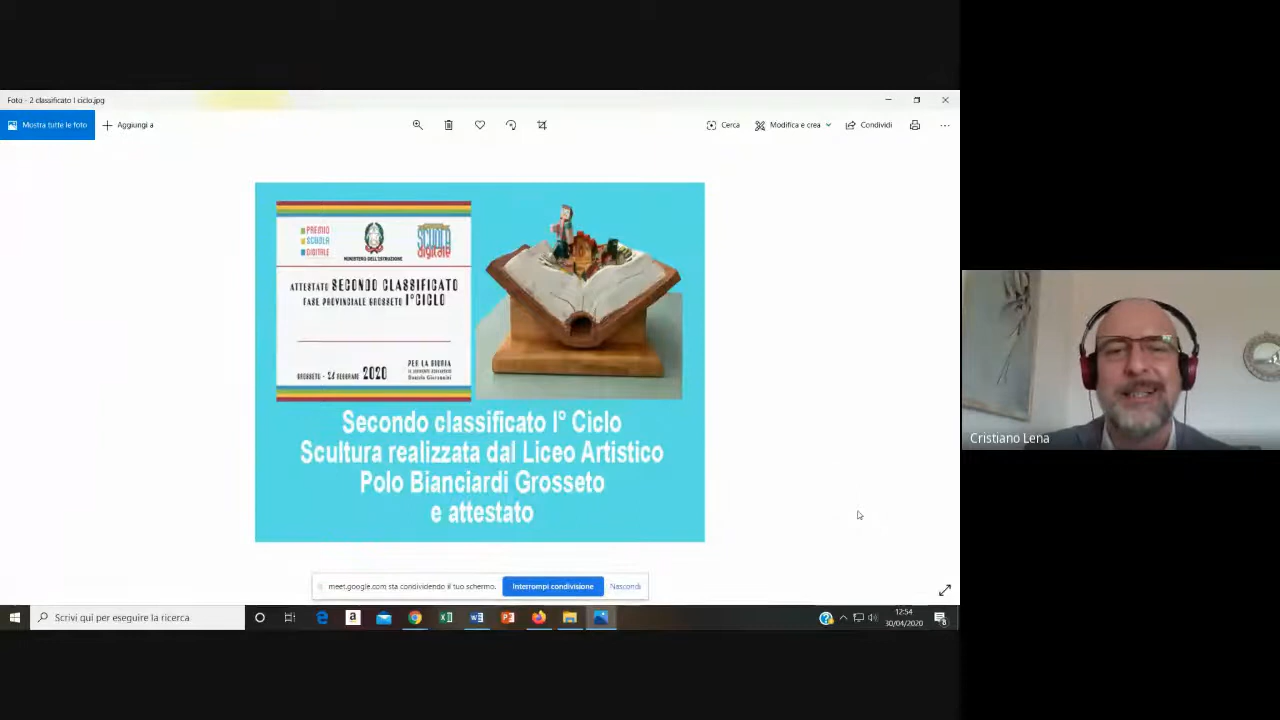 Foto - 2 classificato I ciclo.jpg
Mostra tutte le foto
Aggiungi a
Cerca
Modifica e crea
Condividi
PREMIO
SCUOLA
DIGITALE
MINISTERO DELL'ISTRUZIONE
SCUOLA
digitale
ATTESTATO SECONDO CLASSIFICATO
FASE PROVINCIALE GROSSETO I°CICLO
PER LA GIURIA
2020
Secondo classificato I° Ciclo
Scultura realizzata dal Liceo Artistico
Polo Bianciardi Grosseto
e attestato
Cristiano Lena
meet.google.com sta condividendo il tuo schermo.
Interrompi condivisione
Nascondi
Scrivi qui per eseguire la ricerca
12:54
30/04/2020